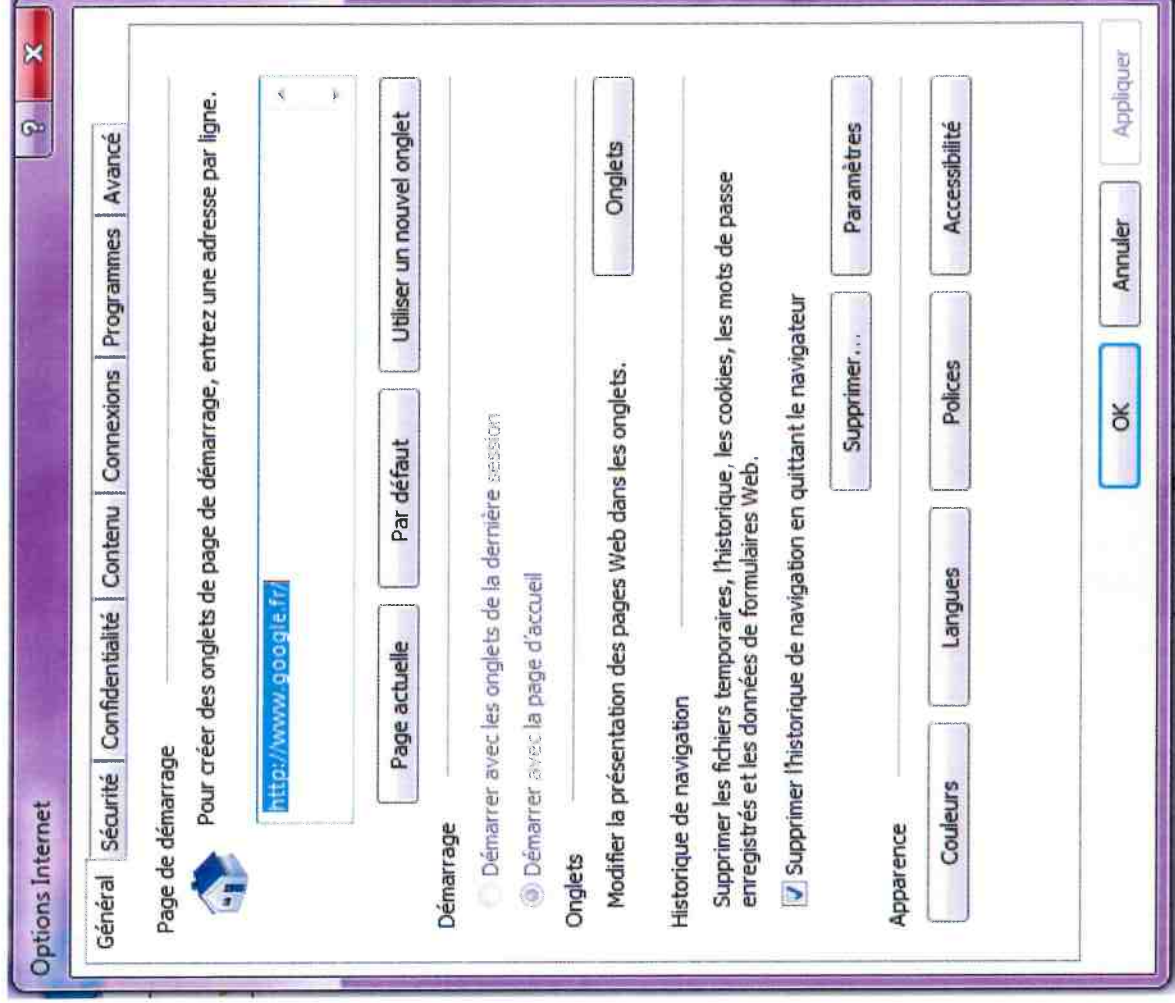 Options Internet
?
x
Général
Sécurité
Confidentialité
Contenu
Connexions
Programmes
Avancé
Page de démarrage
Pour créer des onglets de page de démarrage, entrez une adresse par ligne.
http://www.google.fr/
Page actuelle
Par défaut
Utiliser un nouvel onglet
Démarrage
Démarrer avec les onglets de la dernière session
Démarrer avec la page d'accueil
Onglets
Modifier la présentation des pages Web dans les onglets.
Onglets
Historique de navigation
Supprimer les fichiers temporaires, l'historique, les cookies, les mots de passe
enregistrés et les données de formulaires Web.
Supprimer l'historique de navigation en quittant le navigateur
Supprimer...
Paramètres
Apparence
Couleurs
Langues
Polices
Accessibilité
OK
Annuler
Appliquer